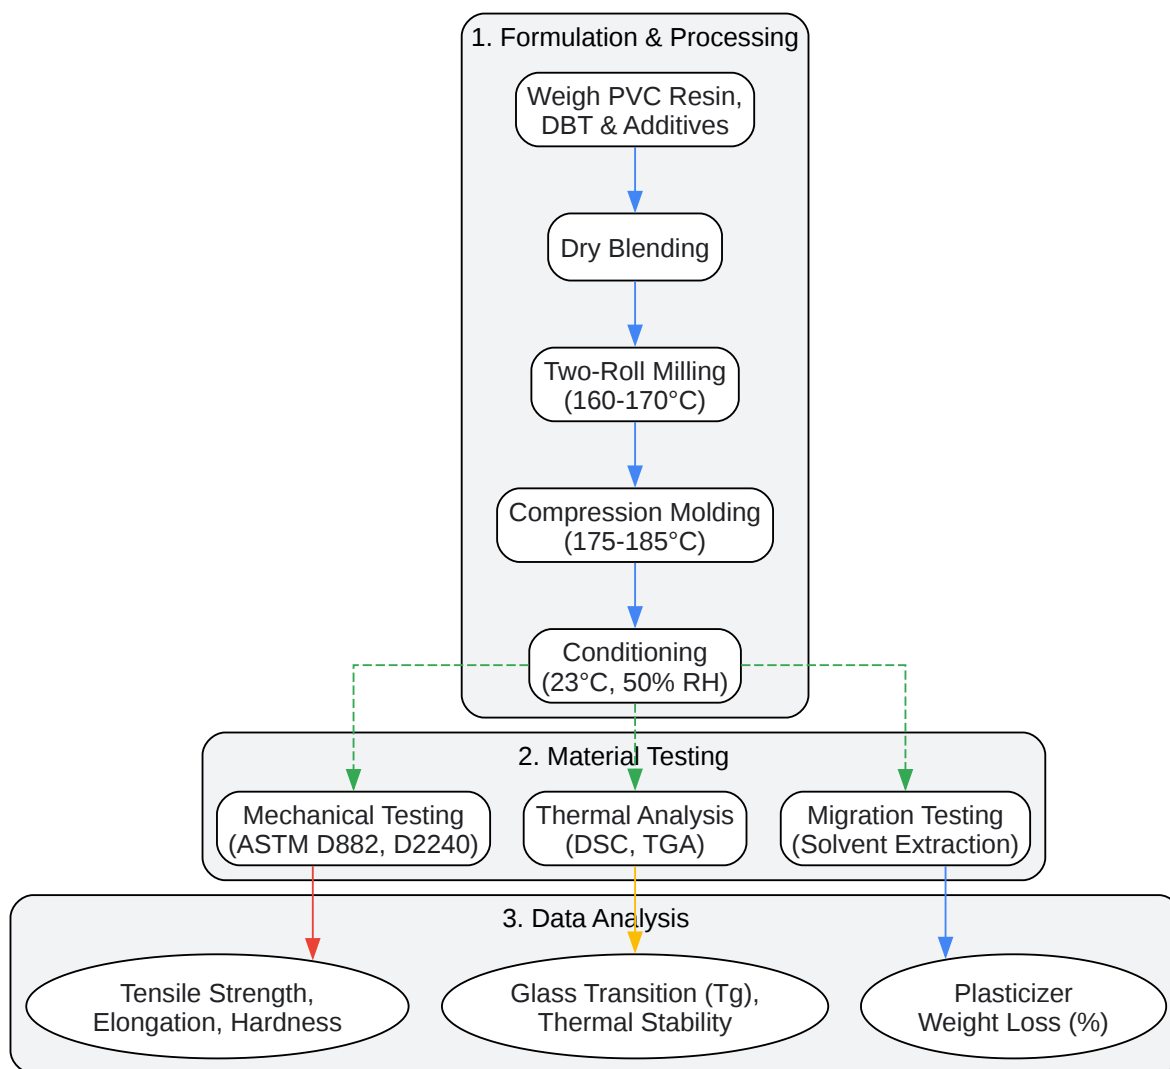 1. Formulation & Processing
Weigh PVC Resin,
DBT & Additives
Dry Blending
Two-Roll Milling
(160-170°C)
Compression Molding
(175-185°C)
Conditioning
(23°C, 50% RH)
2. Material Testing
Mechanical Testing
(ASTM D882, D2240)
Thermal Analysis
(DSC, TGA)
Migration Testing
(Solvent Extraction)
3. Data Analysis
Tensile Strength,
Elongation, Hardness
Glass Transition (Tg),
Thermal Stability
Plasticizer
Weight Loss (%)